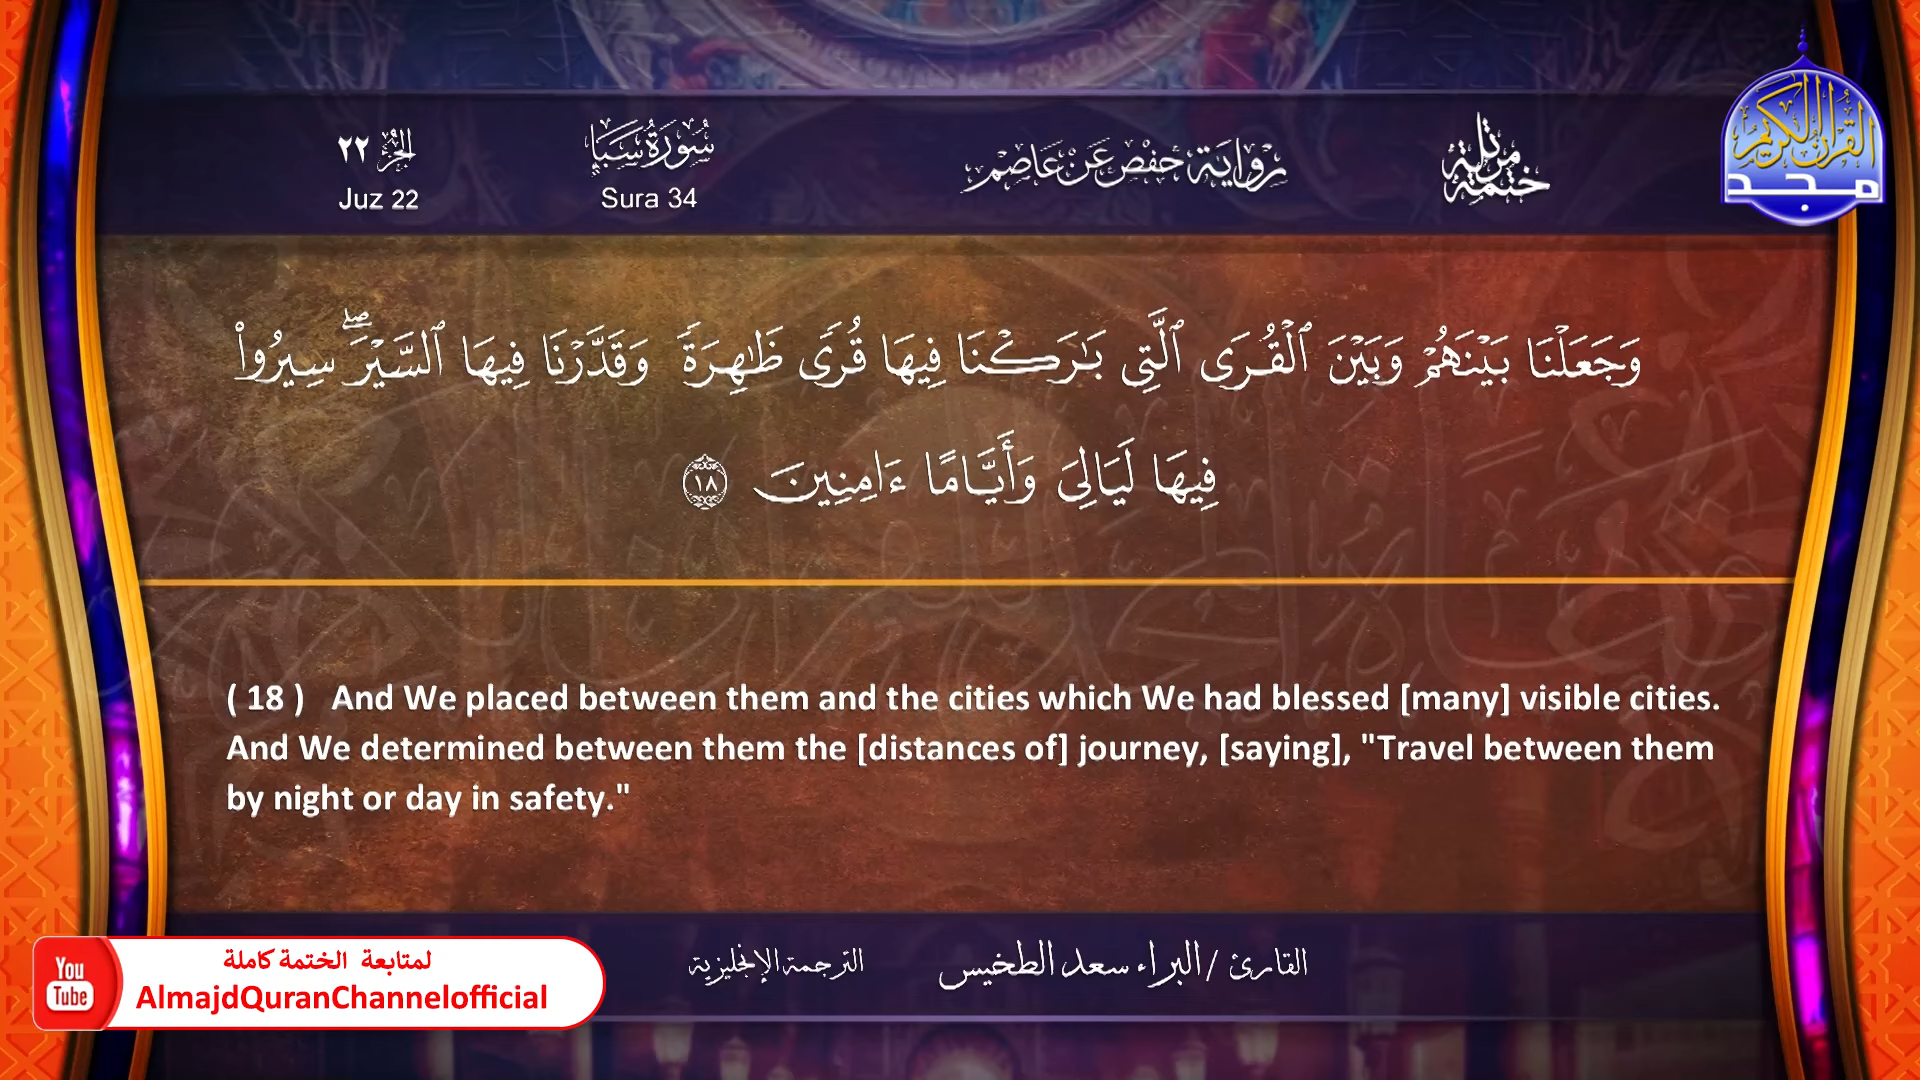 ختمة مرتلة
رواية حفص عن عاصم
سُورَةُ سَبَإٍ
Sura 34
الجزء ٢٢
Juz 22
القرآن الكريم
مجد
وَجَعَلْنَا بَيْنَهُمْ وَبَيْنَ ٱلْقُرَى ٱلَّتِى بَـٰرَكْنَا فِيهَا قُرًى ظَـٰهِرَةً وَقَدَّرْنَا فِيهَا ٱلسَّيْرَ ۖ سِيرُوا۟
فِيهَا لَيَالِىَ وَأَيَّامًا ءَامِنِينَ ١٨
( 18 ) And We placed between them and the cities which We had blessed [many] visible cities.
And We determined between them the [distances of] journey, [saying], "Travel between them
by night or day in safety."
القارئ / البراء سعد الطخيس
الترجمة الإنجليزية
You
Tube
لمتابعة الختمة كاملة
AlmajdQuranChannelofficial